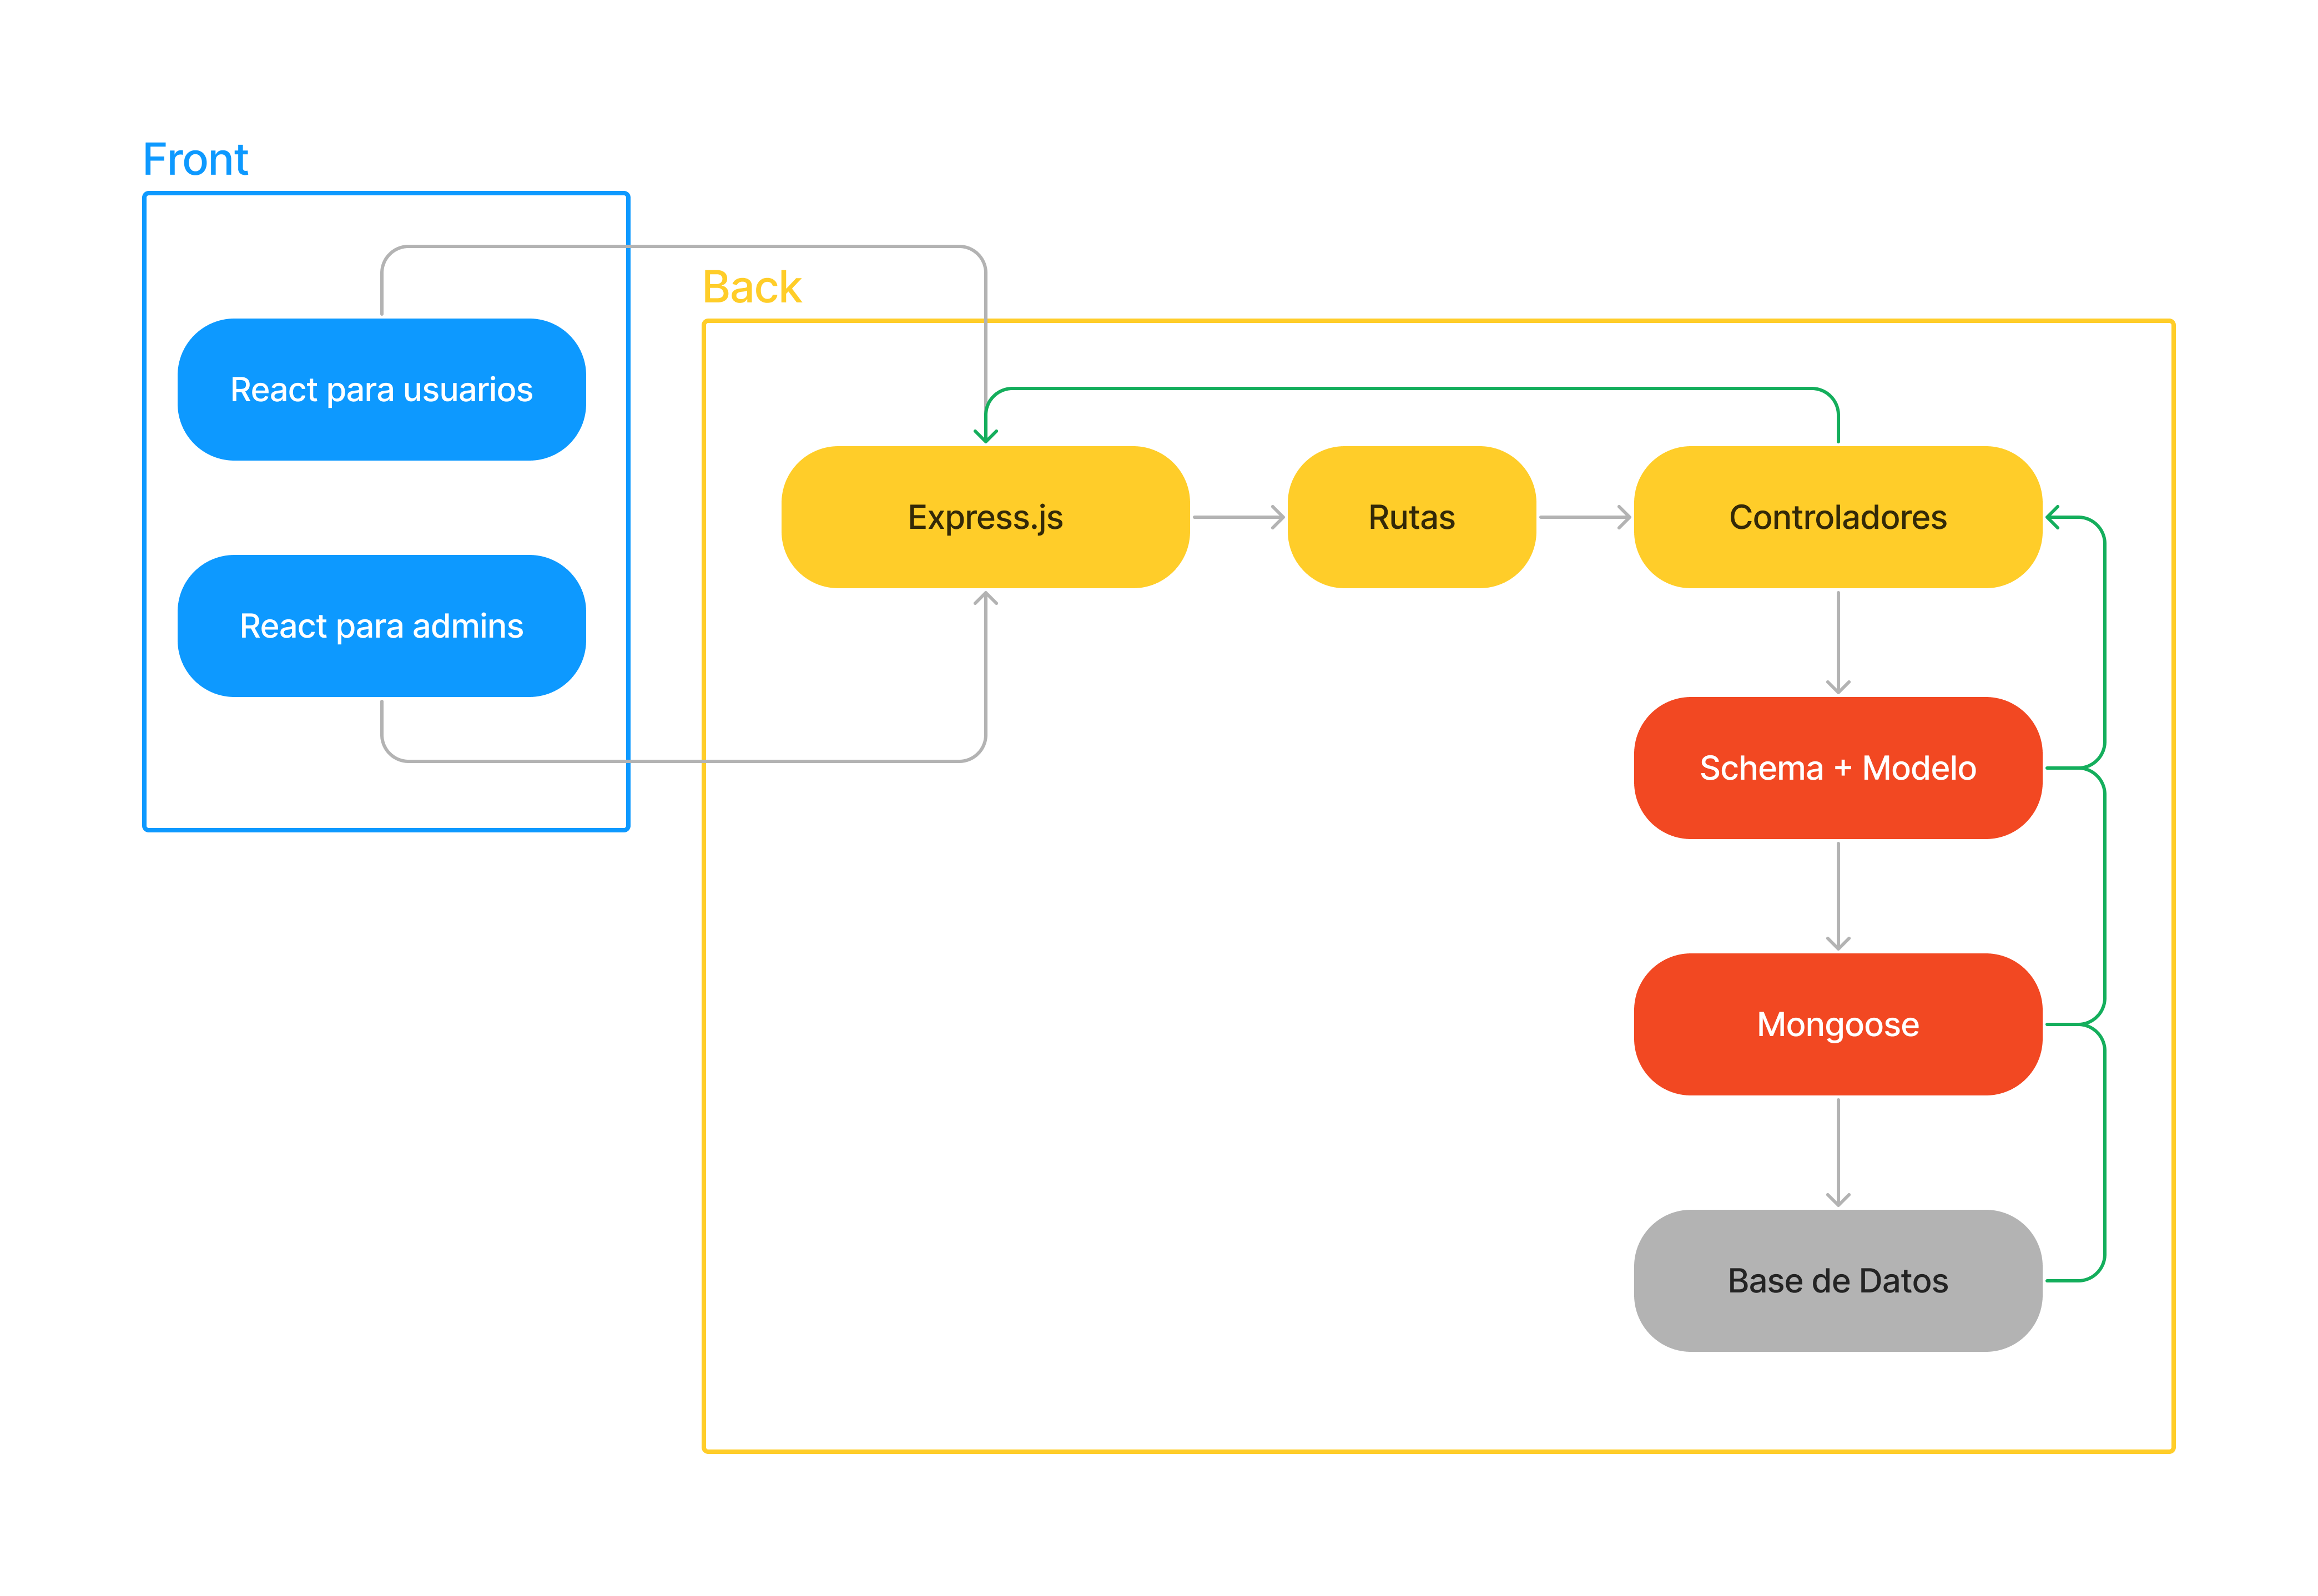 Front
React para usuarios
React para admins
Back
Express.js
Rutas
Controladores
Schema + Modelo
Mongoose
Base de Datos